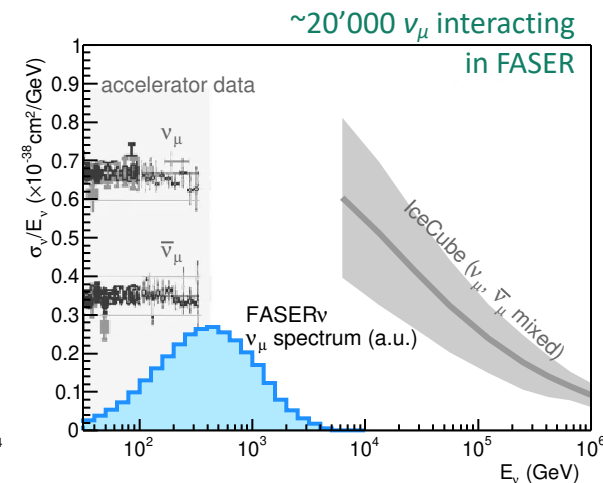 ~20'000 νμ interacting
in FASER
accelerator data
νμ
ν̅μ
IceCube (νμ, ν̅μ mixed)
FASERν
νμ spectrum (a.u.)
σν/Eν (×10⁻³⁸cm²/GeV)
1
0.9
0.8
0.7
0.6
0.5
0.4
0.3
0.2
0.1
0
4
10² 10³ 10⁴ 10⁵ 10⁶
Eν (GeV)